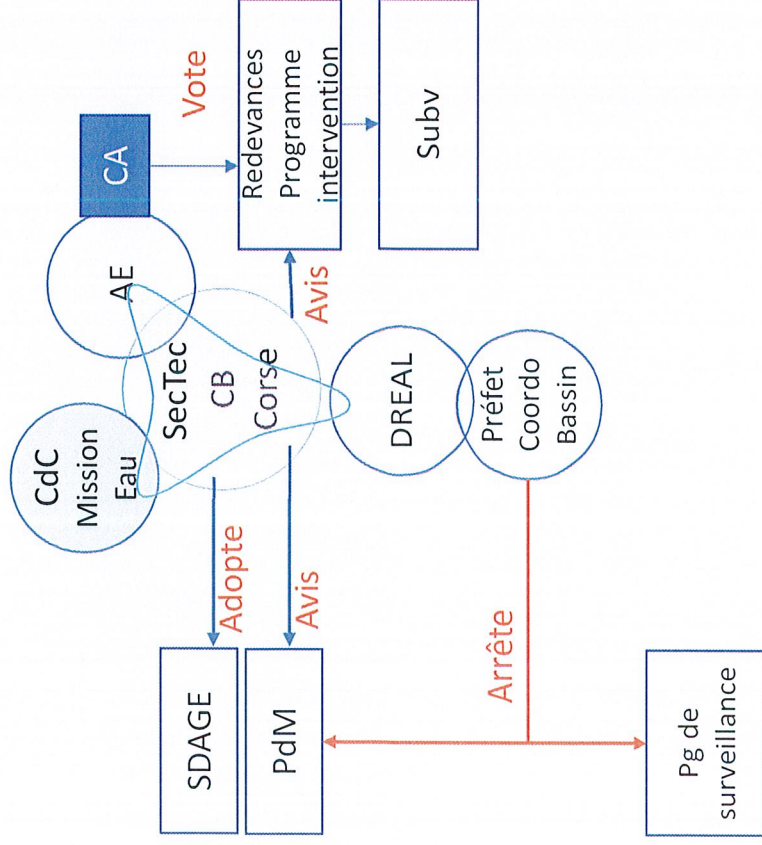 CdC
Mission
Eau
AE
CA
Vote
SecTec
CB
Corse
Redevances
Programme
intervention
Avis
Subv
Adopte
Avis
SDAGE
PdM
DREAL
Préfet
Coordo
Bassin
Arrête
Pg de
surveillance